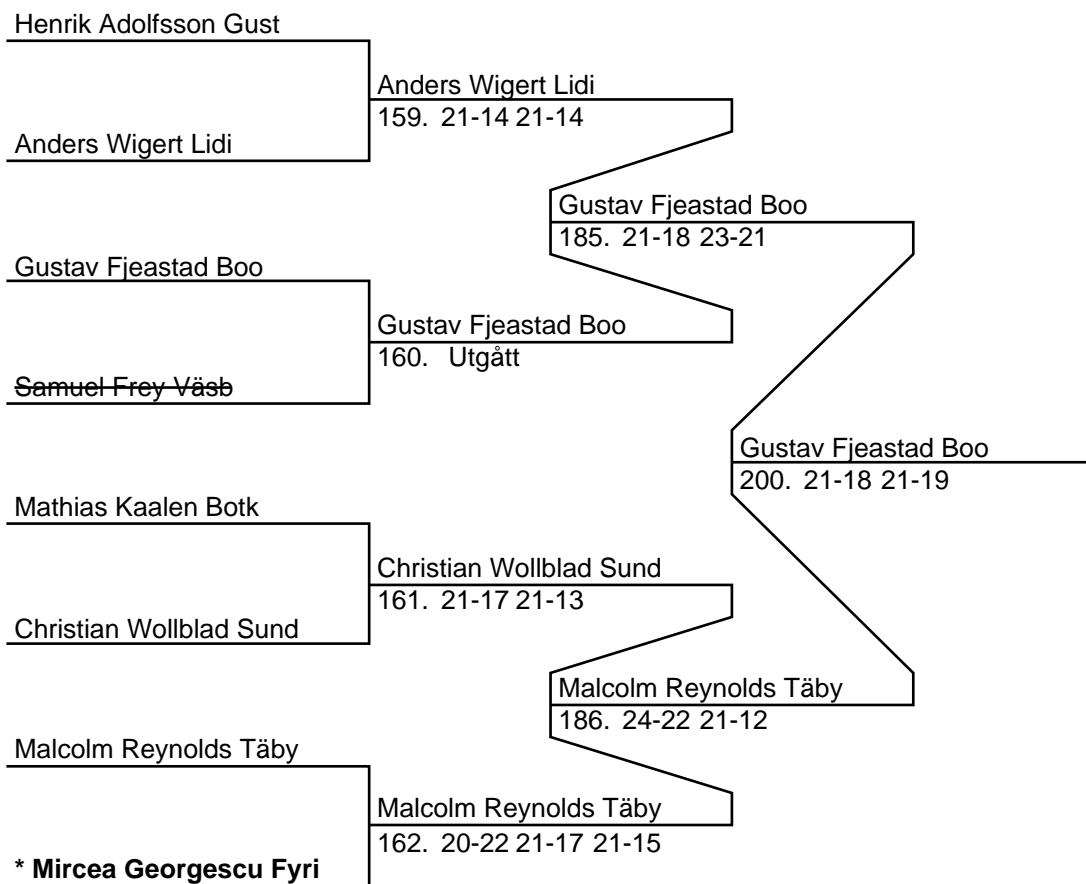 Henrik Adolfsson Gust
Anders Wigert Lidi
159. 21-14 21-14
Anders Wigert Lidi
Gustav Fjeastad Boo
185. 21-18 23-21
Gustav Fjeastad Boo
Gustav Fjeastad Boo
160. Utgått
Samuel Frey Väsb
Gustav Fjeastad Boo
200. 21-18 21-19
Mathias Kaalen Botk
Christian Wollblad Sund
161. 21-17 21-13
Christian Wollblad Sund
Malcolm Reynolds Täby
186. 24-22 21-12
Malcolm Reynolds Täby
Malcolm Reynolds Täby
162. 20-22 21-17 21-15
* Mircea Georgescu Fyri